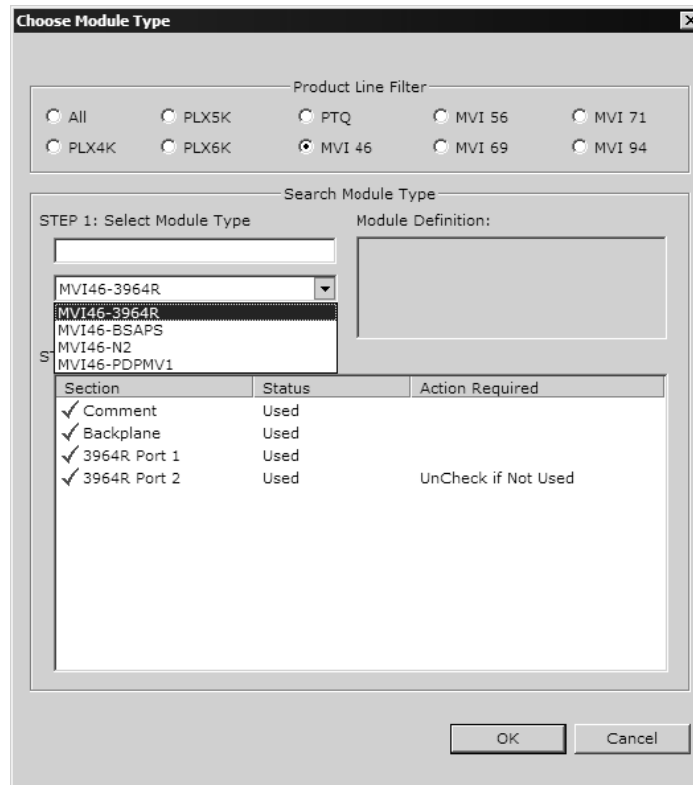 Choose Module Type
Product Line Filter
All PLX5K PTQ MVI 56 MVI 71
PLX4K PLX6K MVI 46 MVI 69 MVI 94
Search Module Type
STEP 1: Select Module Type Module Definition:
MVI46-3964R
MVI46-3964R
MVI46-BSAPS
MVI46-N2
MVI46-PDPMV1
ST
Section Status Action Required
Comment Used
Backplane Used
3964R Port 1 Used
3964R Port 2 Used UnCheck if Not Used
OK Cancel